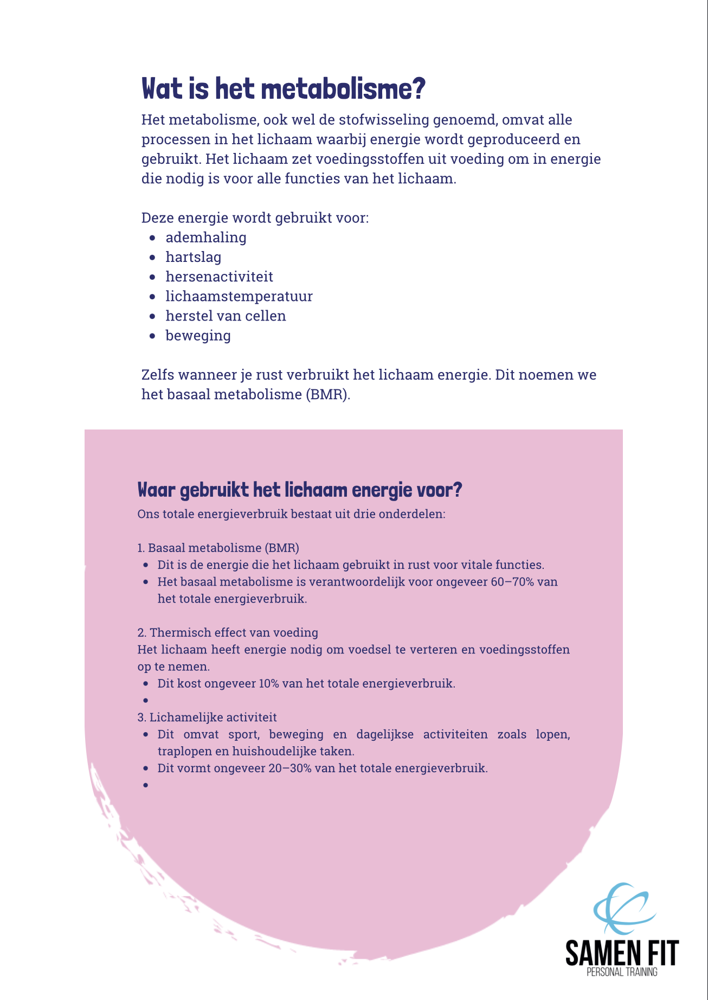 Wat is het metabolisme?
Het metabolisme, ook wel de stofwisseling genoemd, omvat alle
processen in het lichaam waarbij energie wordt geproduceerd en
gebruikt. Het lichaam zet voedingsstoffen uit voeding om in energie
die nodig is voor alle functies van het lichaam.
Deze energie wordt gebruikt voor:
• ademhaling
• hartslag
• hersenactiviteit
• lichaamstemperatuur
• herstel van cellen
• beweging
Zelfs wanneer je rust verbruikt het lichaam energie. Dit noemen we
het basaal metabolisme (BMR).
Waar gebruikt het lichaam energie voor?
Ons totale energieverbruik bestaat uit drie onderdelen:
1. Basaal metabolisme (BMR)
• Dit is de energie die het lichaam gebruikt in rust voor vitale functies.
• Het basaal metabolisme is verantwoordelijk voor ongeveer 60–70% van
het totale energieverbruik.
2. Thermisch effect van voeding
Het lichaam heeft energie nodig om voedsel te verteren en voedingsstoffen
op te nemen.
• Dit kost ongeveer 10% van het totale energieverbruik.
•
3. Lichamelijke activiteit
• Dit omvat sport, beweging en dagelijkse activiteiten zoals lopen,
traplopen en huishoudelijke taken.
• Dit vormt ongeveer 20–30% van het totale energieverbruik.
•
SAMEN FIT
PERSONAL TRAINING